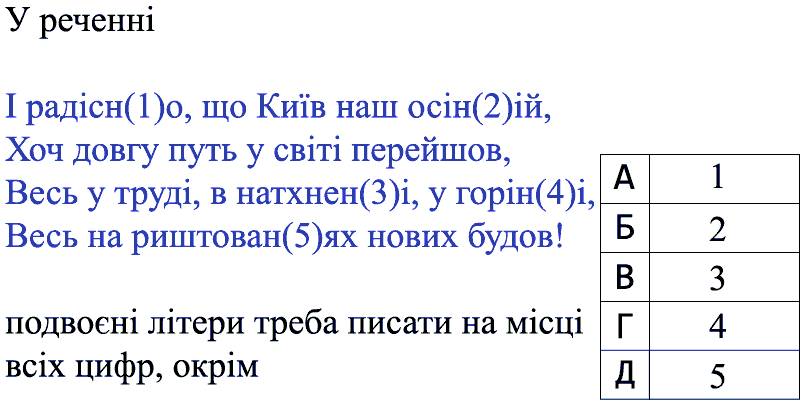 У реченні
І радісн(1)о, що Київ наш осін(2)ій,
Хоч довгу путь у світі перейшов,
Весь у труді, в натхнен(3)і, у горін(4)і,
Весь на риштован(5)ях нових будов!
подвоєні літери треба писати на місці
всіх цифр, окрім
А 1
Б 2
В 3
Г 4
Д 5